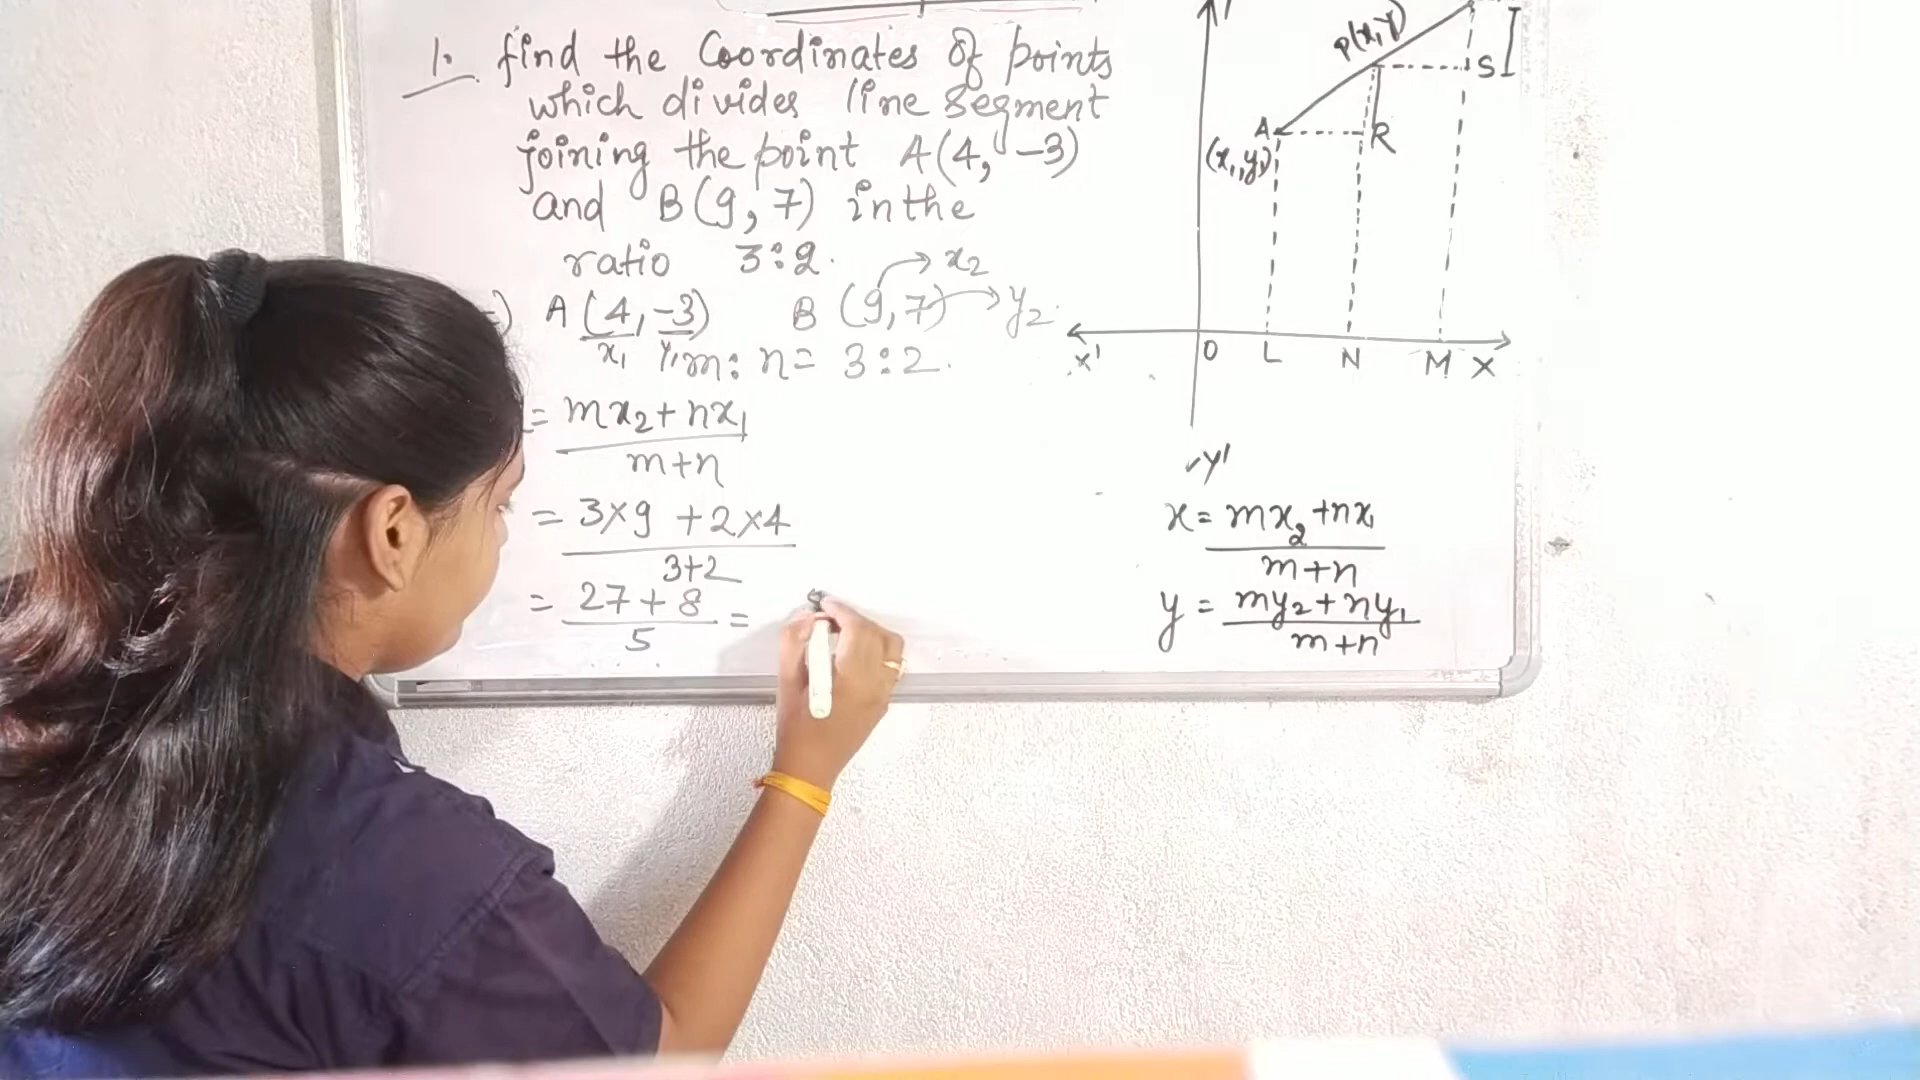 1. find the Coordinates of points
which divides line segment
joining the point A(4, -3)
and B(9, 7) in the
ratio 3:2.
A (4, -3) B (9, 7) → y2
x2
x1 y1 m : n = 3 : 2.
= mx2 + nx1
m+n
= 3×9 + 2×4
3+2
= 27 + 8 =
5
P(x, y)
S
A
R
(x1, y1)
X' O L N M X
y'
x = mx2 + nx1
m+n
y = my2 + ny1
m+n